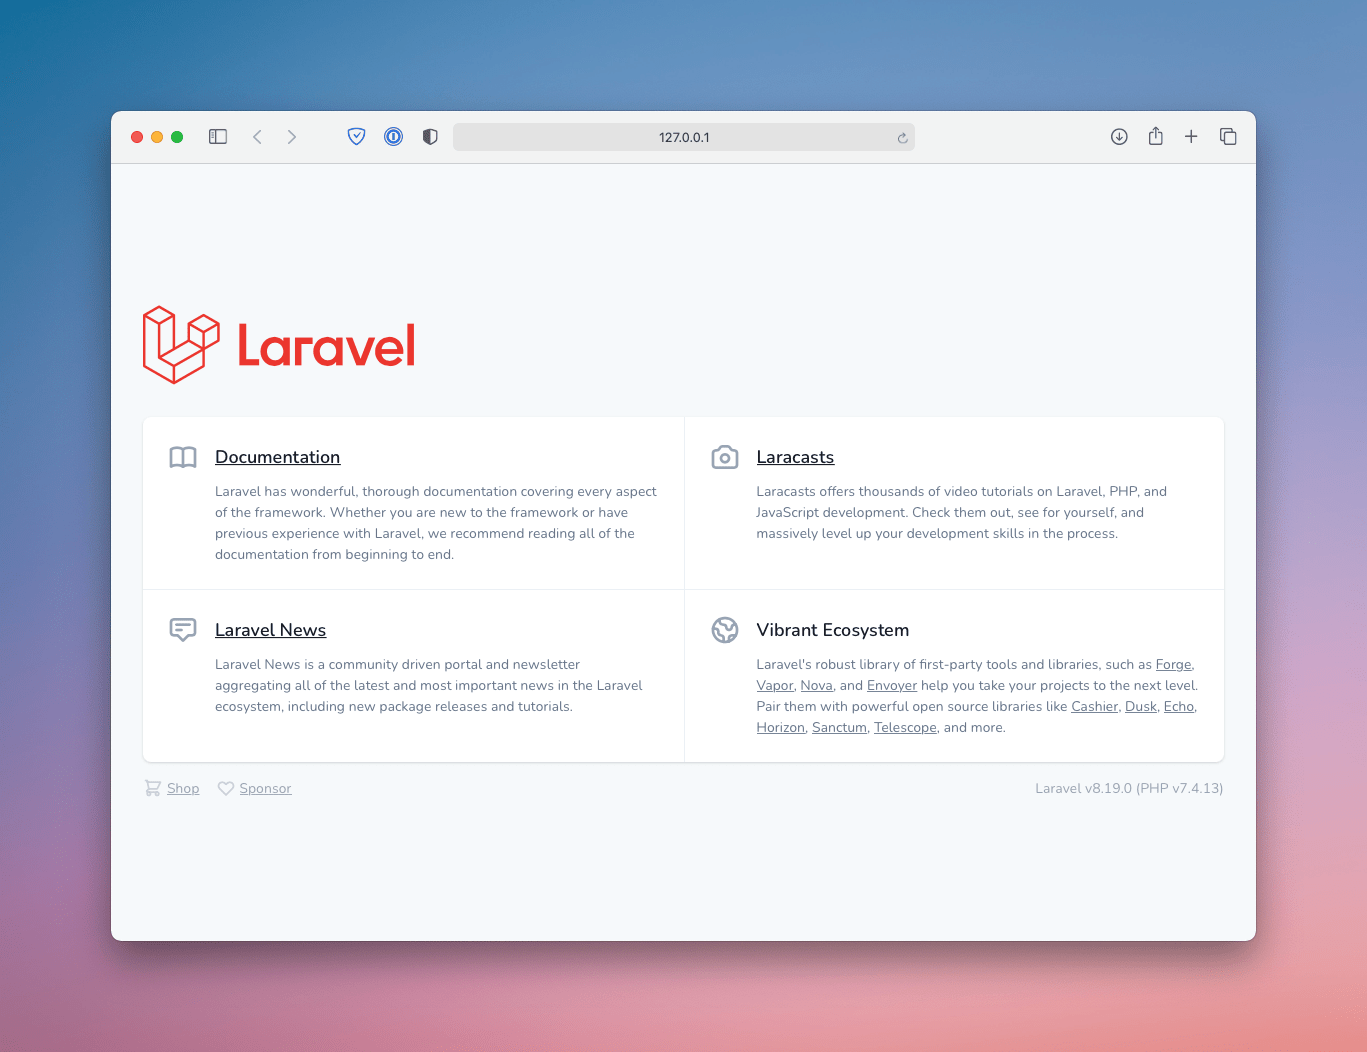 127.0.0.1
Laravel
Documentation
Laravel has wonderful, thorough documentation covering every aspect
of the framework. Whether you are new to the framework or have
previous experience with Laravel, we recommend reading all of the
documentation from beginning to end.
Laracasts
Laracasts offers thousands of video tutorials on Laravel, PHP, and
JavaScript development. Check them out, see for yourself, and
massively level up your development skills in the process.
Laravel News
Laravel News is a community driven portal and newsletter
aggregating all of the latest and most important news in the Laravel
ecosystem, including new package releases and tutorials.
Vibrant Ecosystem
Laravel's robust library of first-party tools and libraries, such as Forge,
Vapor, Nova, and Envoyer help you take your projects to the next level.
Pair them with powerful open source libraries like Cashier, Dusk, Echo,
Horizon, Sanctum, Telescope, and more.
Shop
Sponsor
Laravel v8.19.0 (PHP v7.4.13)